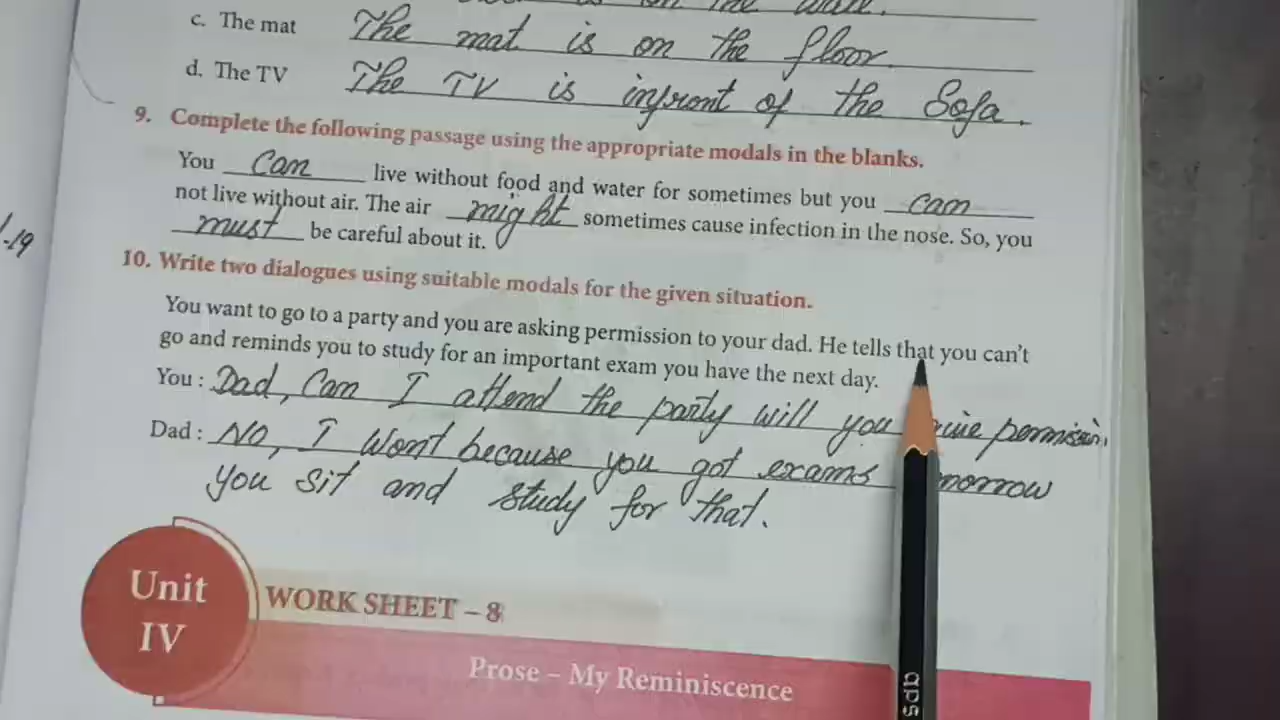 the wall.
c. The mat The mat is on the floor.
d. The TV The TV is infront of the Sofa.
9. Complete the following passage using the appropriate modals in the blanks.
You can live without food and water for sometimes but you can
not live without air. The air might sometimes cause infection in the nose. So, you
must be careful about it.
10. Write two dialogues using suitable modals for the given situation.
You want to go to a party and you are asking permission to your dad. He tells that you can't
go and reminds you to study for an important exam you have the next day.
You : Dad, Can I attend the party will you
Dad : No, I Wont because you got exams
You sit and study for that.
Unit
IV
WORK SHEET – 8
Prose – My Reminiscence